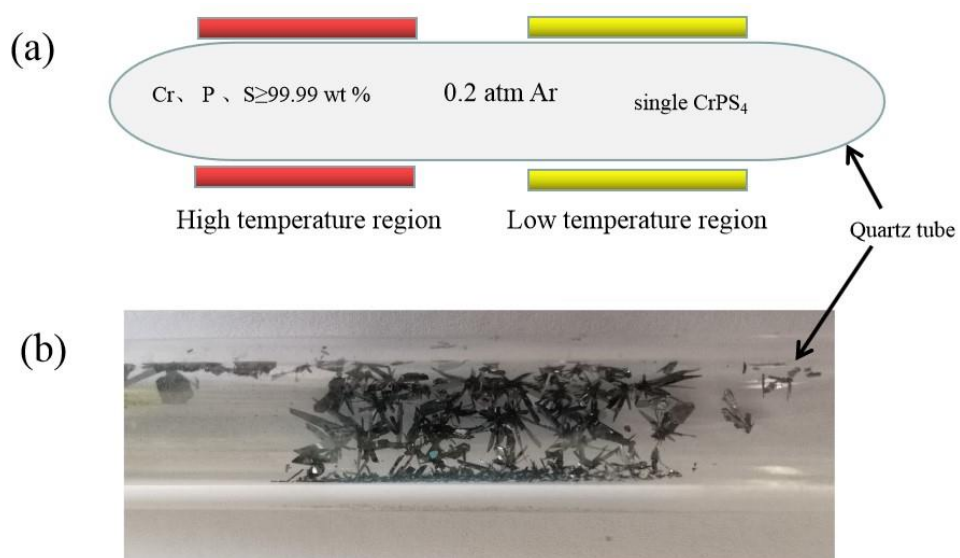 (a)
Cr、 P 、S≥99.99 wt %
0.2 atm Ar
single CrPS₄
High temperature region
Low temperature region
Quartz tube
(b)